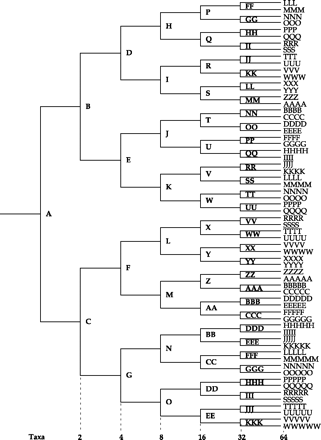 A
B
C
D
E
F
G
H
I
J
K
L
M
N
O
P
Q
R
S
T
U
V
W
X
Y
Z
AA
BB
CC
DD
EE
FF
GG
HH
II
JJ
KK
LL
MM
NN
OO
PP
QQ
RR
SS
TT
UU
VV
WW
XX
YY
ZZ
AAA
BBB
CCC
DDD
EEE
FFF
GGG
HHH
III
JJJ
KKK
LLL
MMM
NNN
OOO
PPP
QQQ
RRR
SSS
TTT
UUU
VVV
WWW
XXX
YYY
ZZZ
AAAA
BBBB
CCCC
DDDD
EEEE
FFFF
GGGG
HHHH
IIII
JJJJ
KKKK
LLLL
MMMM
NNNN
OOOO
PPPP
QQQQ
RRRR
SSSS
TTTT
UUUU
VVVV
WWWW
XXXX
YYYY
ZZZZ
AAAAA
BBBBB
CCCCC
DDDDD
EEEEE
FFFFF
GGGGG
HHHHH
IIIII
JJJJJ
KKKKK
LLLLL
MMMMM
NNNNN
OOOOO
PPPPP
QQQQQ
RRRRR
SSSSS
TTTTT
UUUUU
VVVVV
WWWWW
Taxa 2 4 8 16 32 64